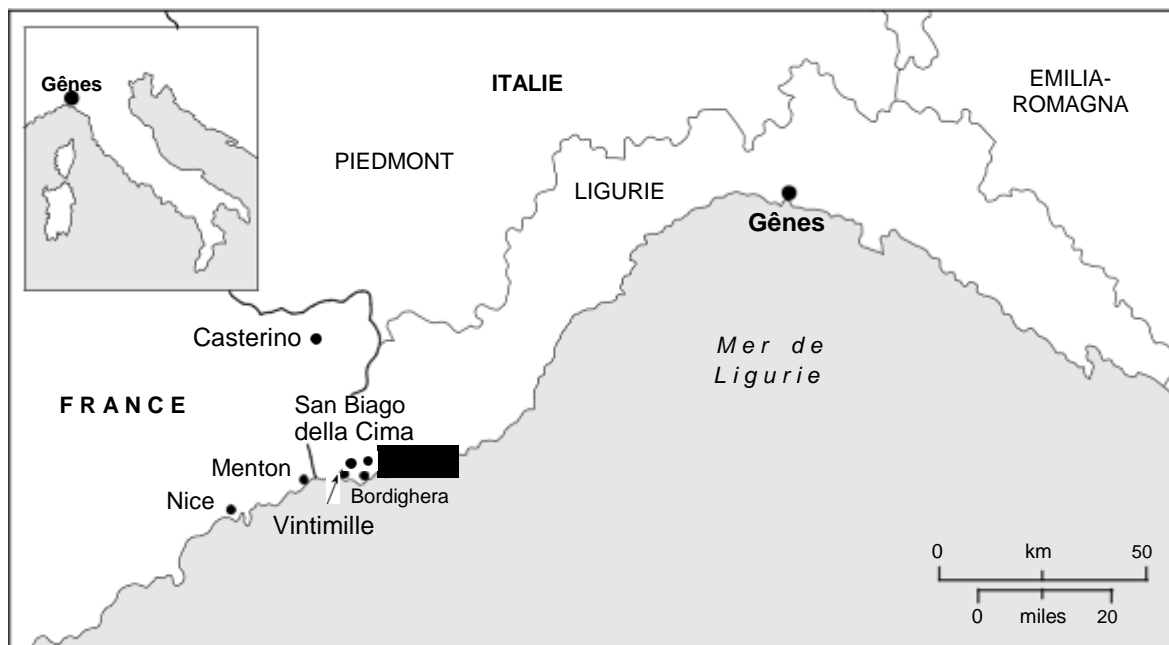 Gênes
ITALIE
EMILIA-
ROMAGNA
PIEDMONT
LIGURIE
Gênes
Casterino
Mer de
Ligurie
FRANCE
San Biago
della Cima
Menton
Bordighera
Nice
Vintimille
0 km 50
0 miles 20